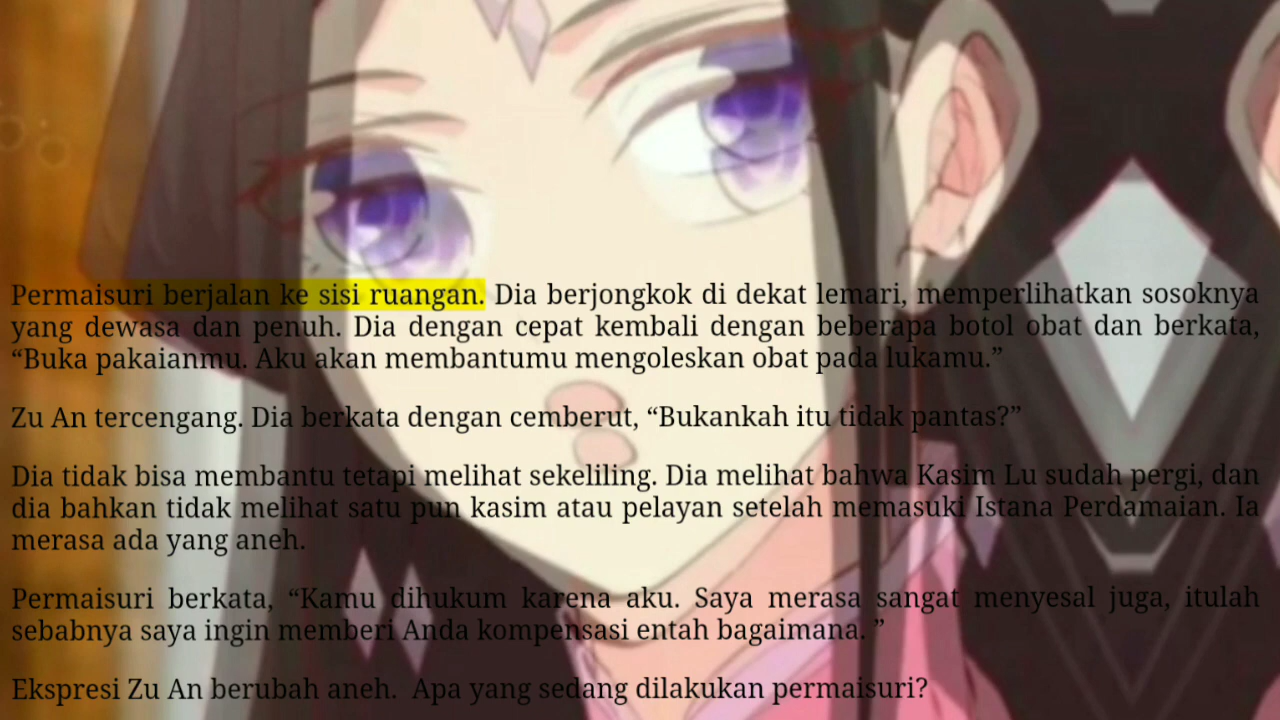 Permaisuri berjalan ke sisi ruangan. Dia berjongkok di dekat lemari, memperlihatkan sosoknya
yang dewasa dan penuh. Dia dengan cepat kembali dengan beberapa botol obat dan berkata,
“Buka pakaianmu. Aku akan membantumu mengoleskan obat pada lukamu.”
Zu An tercengang. Dia berkata dengan cemberut, “Bukankah itu tidak pantas?”
Dia tidak bisa membantu tetapi melihat sekeliling. Dia melihat bahwa Kasim Lu sudah pergi, dan
dia bahkan tidak melihat satu pun kasim atau pelayan setelah memasuki Istana Perdamaian. Ia
merasa ada yang aneh.
Permaisuri berkata, “Kamu dihukum karena aku. Saya merasa sangat menyesal juga, itulah
sebabnya saya ingin memberi Anda kompensasi entah bagaimana. ”
Ekspresi Zu An berubah aneh.  Apa yang sedang dilakukan permaisuri?